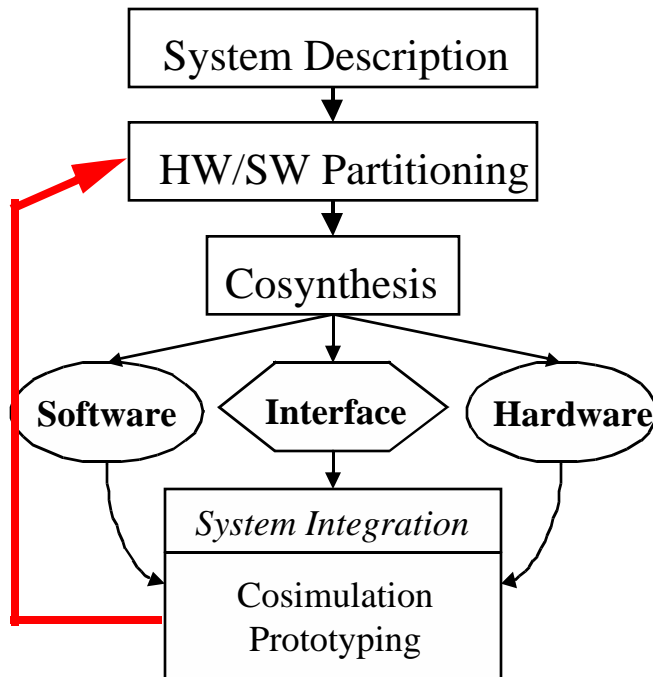 System Description
HW/SW Partitioning
Cosynthesis
Software
Interface
Hardware
System Integration
Cosimulation
Prototyping